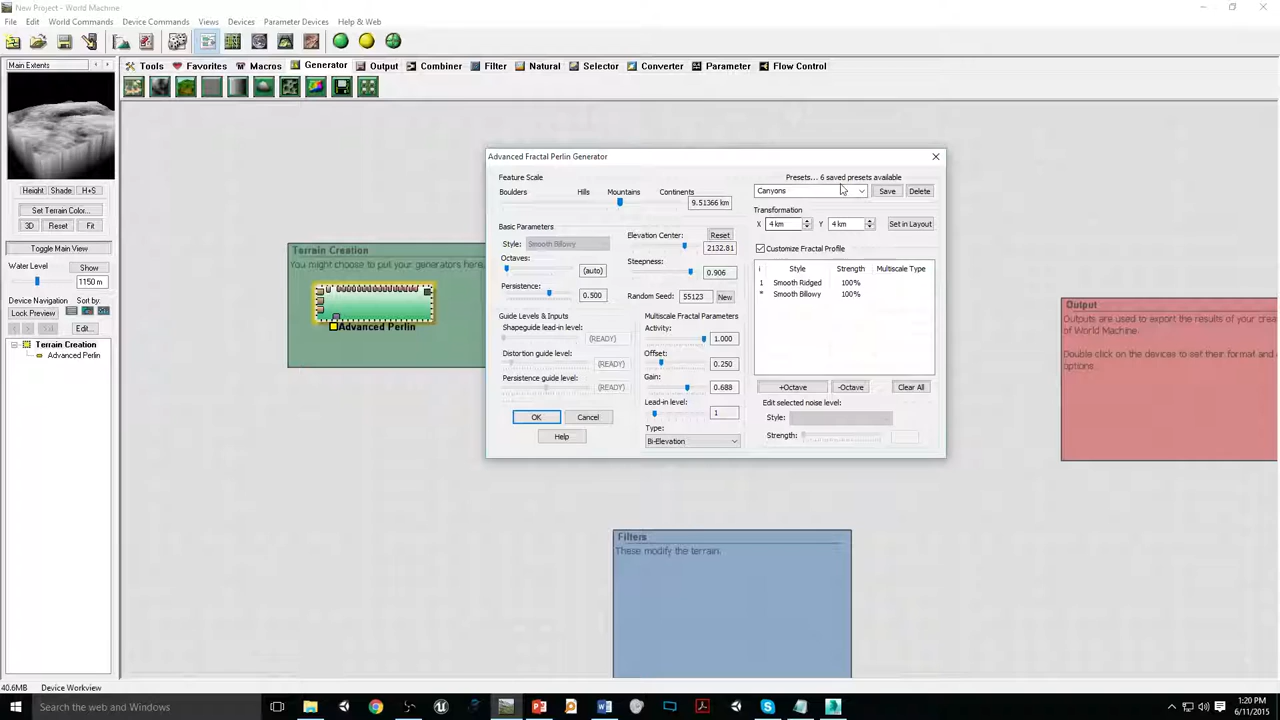 New Project - World Machine
File Edit World Commands Device Commands Views Devices Parameter Devices Help & Web
Main Extents
Tools Favorites Macros Generator Output Combiner Filter Natural Selector Converter Parameter Flow Control
Height Shade H+S
Set Terrain Color...
3D Reset Fit
Toggle Main View
Water Level Show
1150 m
Device Navigation Sort by:
Lock Preview
Edit...
Terrain Creation
Advanced Perlin
Terrain Creation
You might choose to pull your generators here,
Advanced Perlin
Advanced Fractal Perlin Generator
Feature Scale
Boulders Hills Mountains Continents
9.51366 km
Basic Parameters
Style: Smooth Billowy
Octaves:
(auto)
Persistence:
0.500
Elevation Center: Reset
2132.81
Steepness:
0.906
Random Seed: 55123 New
Guide Levels & Inputs
Shapeguide lead-in level:
(READY)
Distortion guide level:
(READY)
Persistence guide level:
(READY)
OK Cancel
Help
Multiscale Fractal Parameters
Activity:
1.000
Offset:
0.250
Gain:
0.688
Lead-in level:
1
Type:
Bi-Elevation
Presets... 6 saved presets available
Canyons Save Delete
Transformation
X 4 km Y 4 km Set in Layout
Customize Fractal Profile
i Style Strength Multiscale Type
1 Smooth Ridged 100%
* Smooth Billowy 100%
+Octave -Octave Clear All
Edit selected noise level:
Style:
Strength:
Output
Outputs are used to export the results of your crea
of World Machine.
Double click on the devices to set their format and
options.
Filters
These modify the terrain.
40.6MB Device Workview
Search the web and Windows
1:20 PM
6/11/2015